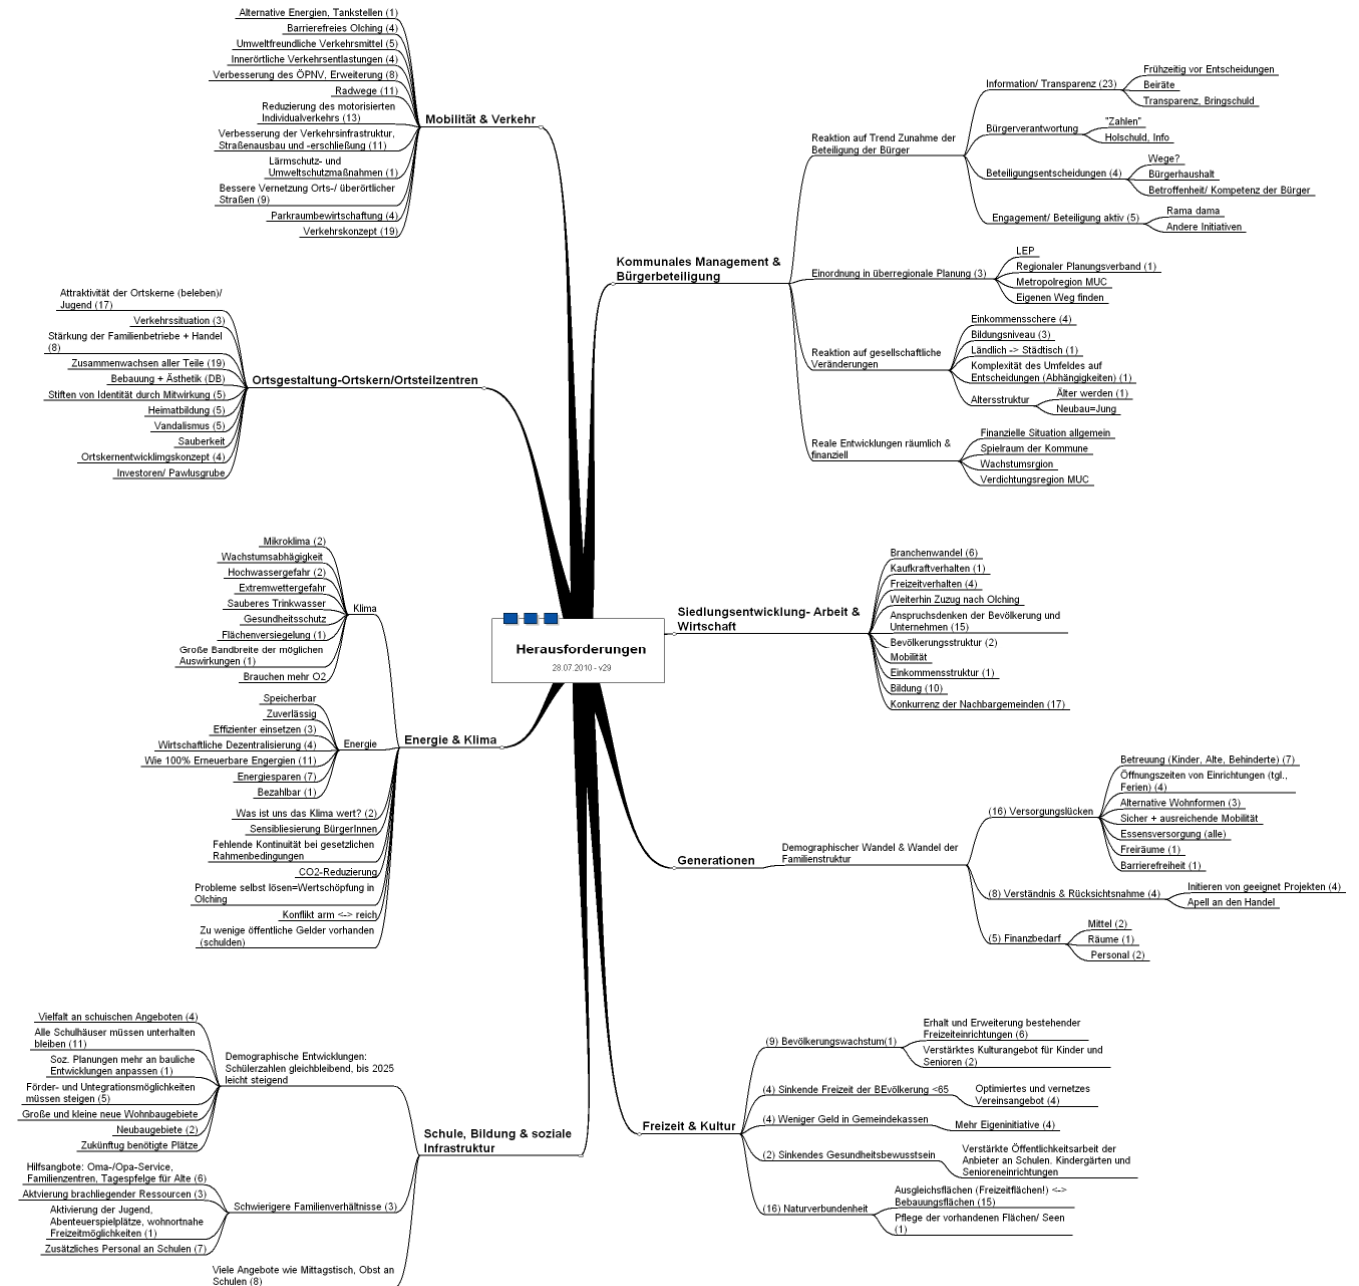 Alternative Energien, Tankstellen (1)
Barrierefreies Olching (4)
Umweltfreundliche Verkehrsmittel (5)
Innerörtliche Verkehrsentlastungen (4)
Verbesserung des ÖPNV, Erweiterung (8)
Radwege (11)
Reduzierung des motorisierten
Individualverkehrs (13)
Verbesserung der Verkehrsinfrastruktur,
Straßenausbau und -erschließung (11)
Lärmschutz- und
Umweltschutzmaßnahmen (1)
Bessere Vernetzung Orts-/ überörtlicher
Straßen (9)
Parkraumbewirtschaftung (4)
Verkehrskonzept (19)
Mobilität & Verkehr
Attraktivität der Ortskerne (beleben)/
Jugend (17)
Verkehrssituation (3)
Stärkung der Familienbetriebe + Handel
(8)
Zusammenwachsen aller Teile (19)
Bebauung + Ästhetik (DB)
Stiften von Identität durch Mitwirkung (5)
Heimatbildung (5)
Vandalismus (5)
Sauberkeit
Ortskernentwicklimgskonzept (4)
Investoren/ Pawlusgrube
Ortsgestaltung-Ortskern/Ortsteilzentren
Mikroklima (2)
Wachstumsabhägigkeit
Hochwassergefahr (2)
Extremwettergefahr
Sauberes Trinkwasser
Gesundheitsschutz
Flächenversiegelung (1)
Große Bandbreite der möglichen
Auswirkungen (1)
Brauchen mehr O2
Klima
Speicherbar
Zuverlässig
Effizienter einsetzen (3)
Wirtschaftliche Dezentralisierung (4)
Wie 100% Erneuerbare Engergien (11)
Energiesparen (7)
Bezahlbar (1)
Energie
Energie & Klima
Was ist uns das Klima wert? (2)
Sensibliesierung BürgerInnen
Fehlende Kontinuität bei gesetzlichen
Rahmenbedingungen
CO2-Reduzierung
Probleme selbst lösen=Wertschöpfung in
Olching
Konflikt arm <-> reich
Zu wenige öffentliche Gelder vorhanden
(schulden)
Vielfalt an schuischen Angeboten (4)
Alle Schulhäuser müssen unterhalten
bleiben (11)
Soz. Planungen mehr an bauliche
Entwicklungen anpassen (1)
Förder- und Untegrationsmöglichkeiten
müssen steigen (5)
Große und kleine neue Wohnbaugebiete
Neubaugebiete (2)
Zukünftug benötigte Plätze
Demographische Entwicklungen:
Schülerzahlen gleichbleibend, bis 2025
leicht steigend
Schule, Bildung & soziale
Infrastruktur
Hilfsangbote: Oma-/Opa-Service,
Familienzentren, Tagespfelge für Alte (6)
Aktvierung brachliegender Ressourcen (3)
Aktivierung der Jugend,
Abenteuerspielplätze, wohnortnahe
Freizeitmöglichkeiten (1)
Zusätzliches Personal an Schulen (7)
Schwierigere Familienverhältnisse (3)
Viele Angebote wie Mittagstisch, Obst an
Schulen (8)
Herausforderungen
28.07.2010 - v29
Kommunales Management &
Bürgerbeteiligung
Reaktion auf Trend Zunahme der
Beteiligung der Bürger
Information/ Transparenz (23)
Frühzeitig vor Entscheidungen
Beiräte
Transparenz, Bringschuld
Bürgerverantwortung
"Zahlen"
Holschuld, Info
Beteiligungsentscheidungen (4)
Wege?
Bürgerhaushalt
Betroffenheit/ Kompetenz der Bürger
Engagement/ Beteiligung aktiv (5)
Rama dama
Andere Initiativen
Einordnung in überregionale Planung (3)
LEP
Regionaler Planungsverband (1)
Metropolregion MUC
Eigenen Weg finden
Reaktion auf gesellschaftliche
Veränderungen
Einkommensschere (4)
Bildungsniveau (3)
Ländlich -> Städtisch (1)
Komplexität des Umfeldes auf
Entscheidungen (Abhängigkeiten) (1)
Altersstruktur
Älter werden (1)
Neubau=Jung
Reale Entwicklungen räumlich &
finanziell
Finanzielle Situation allgemein
Spielraum der Kommune
Wachstumsrgion
Verdichtungsregion MUC
Siedlungsentwicklung- Arbeit &
Wirtschaft
Branchenwandel (6)
Kaufkraftverhalten (1)
Freizeitverhalten (4)
Weiterhin Zuzug nach Olching
Anspruchsdenken der Bevölkerung und
Unternehmen (15)
Bevölkerungsstruktur (2)
Mobilität
Einkommensstruktur (1)
Bildung (10)
Konkurrenz der Nachbargemeinden (17)
Generationen
Demographischer Wandel & Wandel der
Familienstruktur
(16) Versorgungslücken
Betreuung (Kinder, Alte, Behinderte) (7)
Öffnungszeiten von Einrichtungen (tgl.,
Ferien) (4)
Alternative Wohnformen (3)
Sicher + ausreichende Mobilität
Essensversorgung (alle)
Freiräume (1)
Barrierefreiheit (1)
(8) Verständnis & Rücksichtsnahme (4)
Initieren von geeignet Projekten (4)
Apell an den Handel
(5) Finanzbedarf
Mittel (2)
Räume (1)
Personal (2)
Freizeit & Kultur
(9) Bevölkerungswachstum(1)
Erhalt und Erweiterung bestehender
Freizeiteinrichtungen (6)
Verstärktes Kulturangebot für Kinder und
Senioren (2)
(4) Sinkende Freizeit der BEvölkerung <65
Optimiertes und vernetzes
Vereinsangebot (4)
(4) Weniger Geld in Gemeindekassen
Mehr Eigeninitiative (4)
(2) Sinkendes Gesundheitsbewusstsein
Verstärkte Öffentlichkeitsarbeit der
Anbieter an Schulen, Kindergärten und
Senioreneinrichtungen
(16) Naturverbundenheit
Ausgleichsflächen (Freizeitflächen!) <->
Bebauungsflächen (15)
Pflege der vorhandenen Flächen/ Seen
(1)